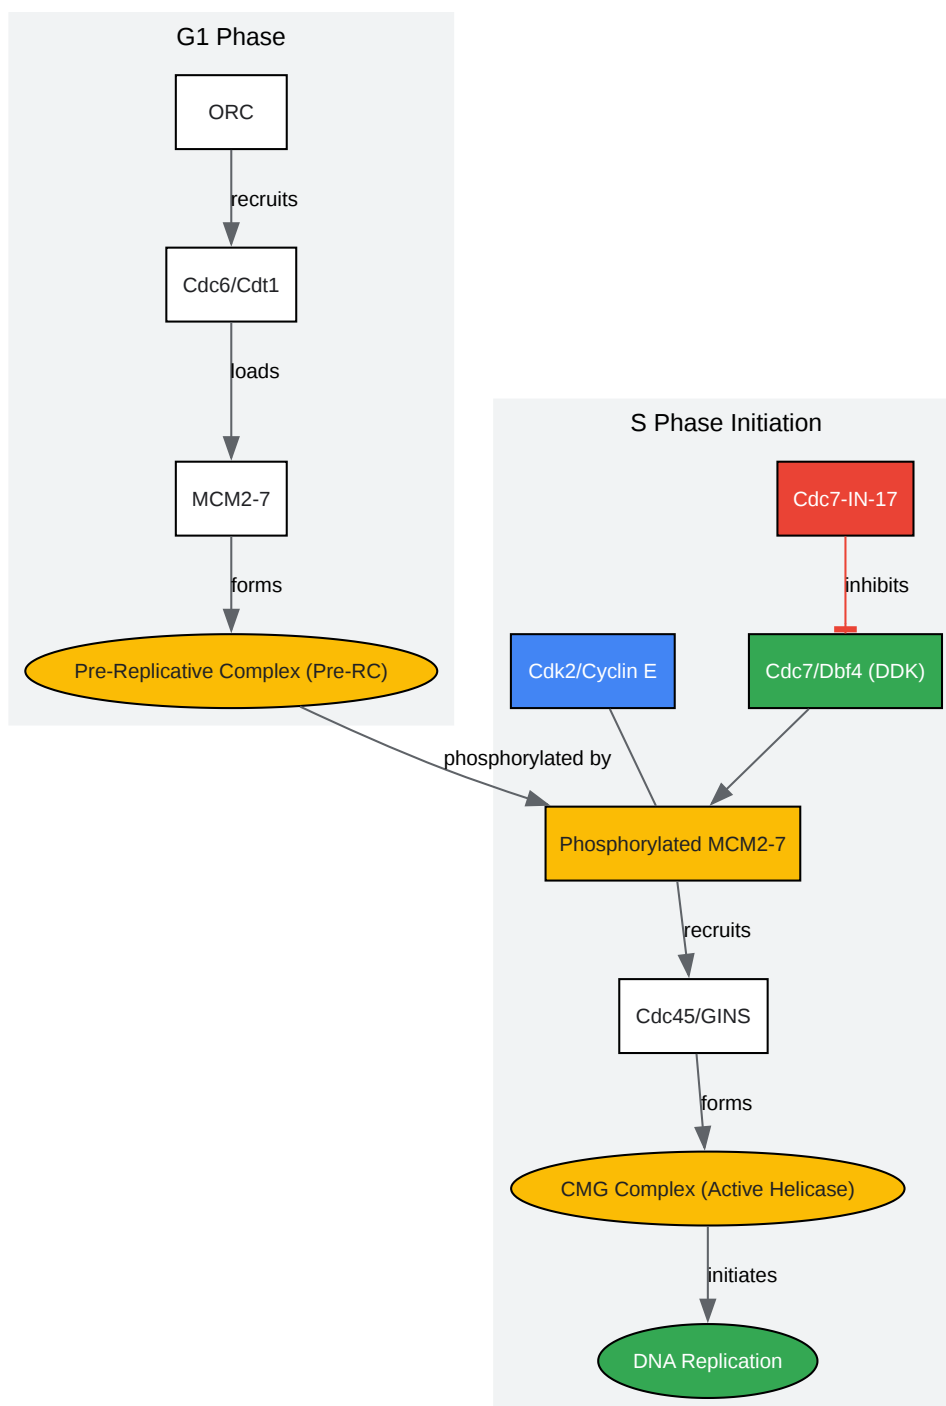 G1 Phase
ORC
recruits
Cdc6/Cdt1
loads
MCM2-7
forms
Pre-Replicative Complex (Pre-RC)
phosphorylated by
S Phase Initiation
Cdc7-IN-17
inhibits
Cdk2/Cyclin E
Cdc7/Dbf4 (DDK)
Phosphorylated MCM2-7
recruits
Cdc45/GINS
forms
CMG Complex (Active Helicase)
initiates
DNA Replication